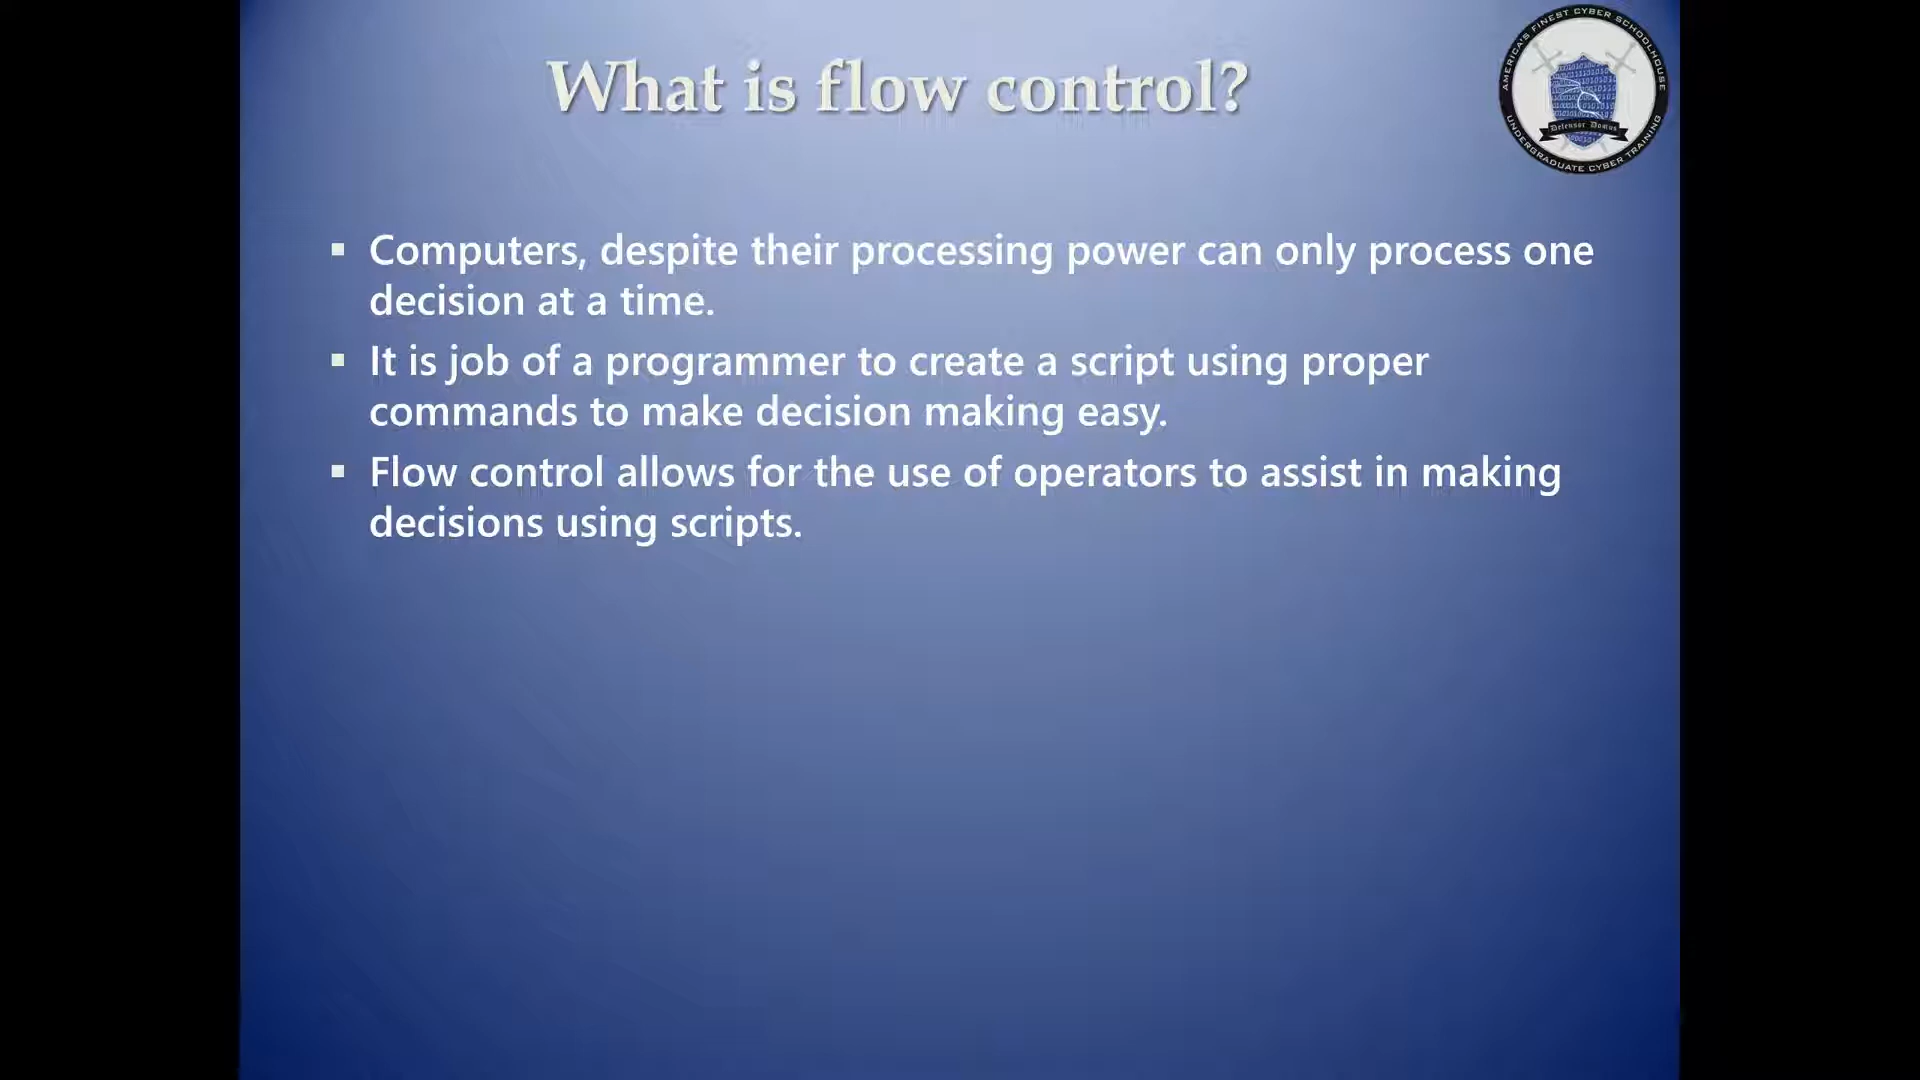 What is flow control?
AMERICA'S FINEST CYBER SCHOOLHOUSE
Defensor Domus
UNDERGRADUATE CYBER TRAINING
▪ Computers, despite their processing power can only process one
decision at a time.
▪ It is job of a programmer to create a script using proper
commands to make decision making easy.
▪ Flow control allows for the use of operators to assist in making
decisions using scripts.